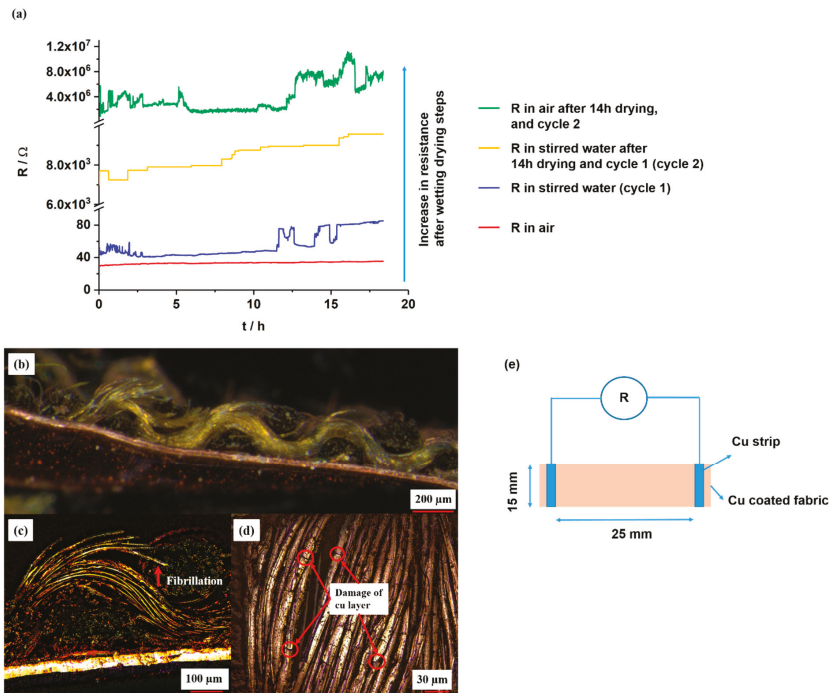 (a)
1.2x10⁷
8.0x10⁶
4.0x10⁶
8.0x10³
6.0x10³
80
40
0
R / Ω
0
5
10
15
20
t / h
Increase in resistance
after wetting drying steps
R in air after 14h drying,
and cycle 2
R in stirred water after
14h drying and cycle 1 (cycle 2)
R in stirred water (cycle 1)
R in air
(b)
200 µm
(c)
Fibrillation
100 µm
(d)
Damage of
cu layer
30 µm
(e)
R
Cu strip
Cu coated fabric
15 mm
25 mm